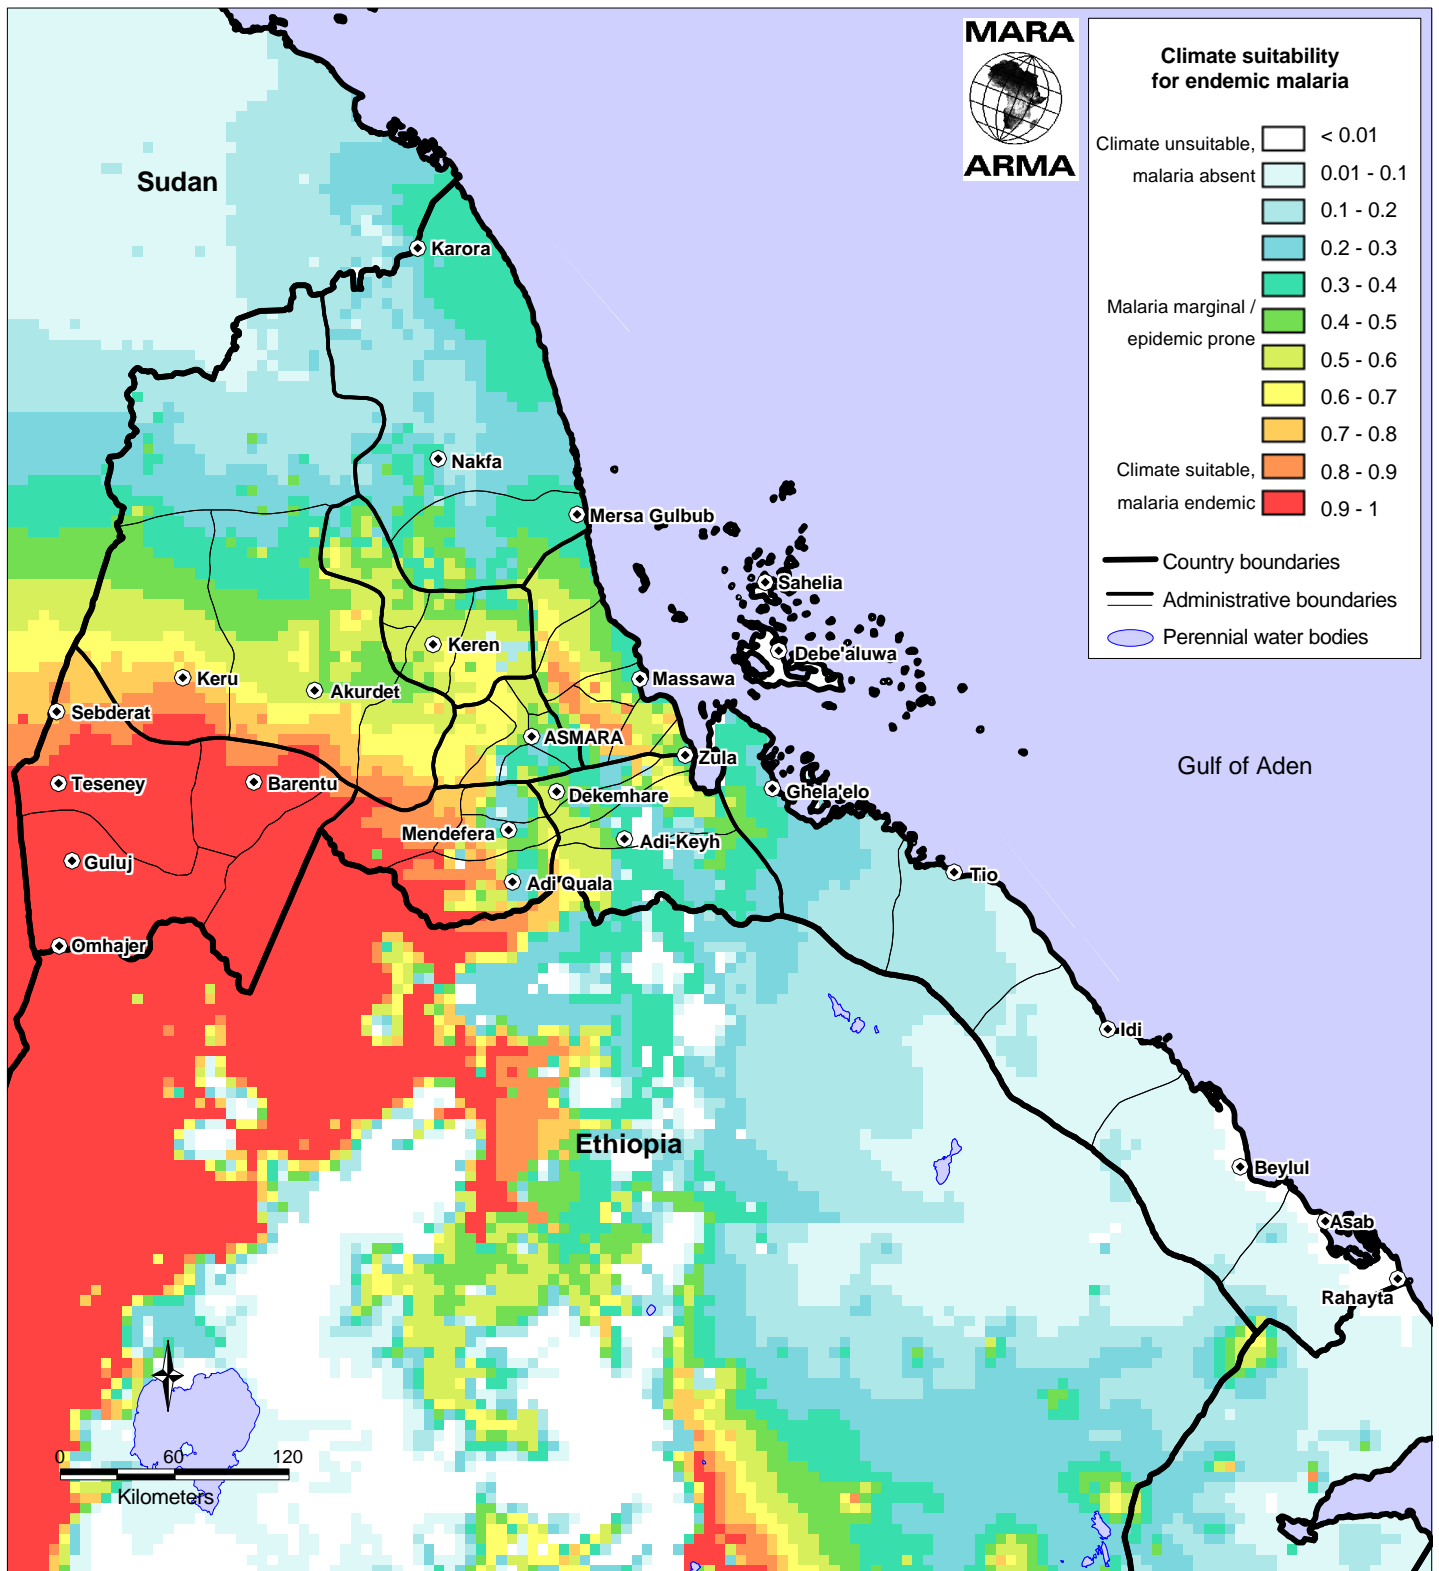 MARA
ARMA
Climate suitability
for endemic malaria
Climate unsuitable,
malaria absent
Malaria marginal /
epidemic prone
Climate suitable,
malaria endemic
< 0.01
0.01 - 0.1
0.1 - 0.2
0.2 - 0.3
0.3 - 0.4
0.4 - 0.5
0.5 - 0.6
0.6 - 0.7
0.7 - 0.8
0.8 - 0.9
0.9 - 1
Country boundaries
Administrative boundaries
Perennial water bodies
Sudan
Karora
Nakfa
Mersa Gulbub
Sahelia
Keren
Debe'aluwa
Keru
Akurdet
Massawa
Sebderat
ASMARA
Zula
Gulf of Aden
Teseney
Barentu
Dekemhare
Ghela'elo
Mendefera
Adi-Keyh
Guluj
Adi'Quala
Tio
Omhajer
Idi
Ethiopia
Beylul
Asab
Rahayta
0 60 120
Kilometers